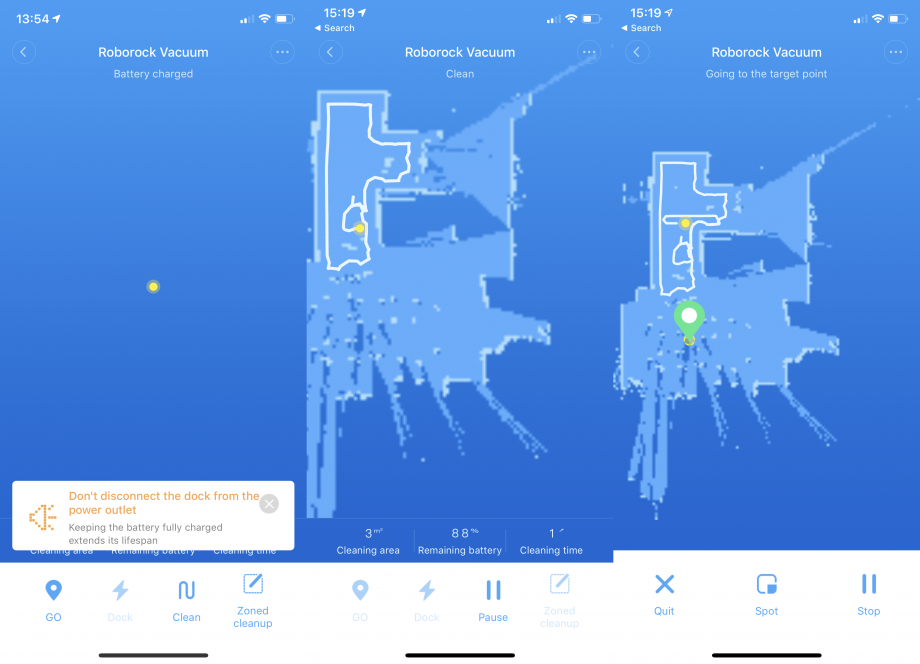 13:54
Roborock Vacuum
Battery charged
Don't disconnect the dock from the
power outlet
Keeping the battery fully charged
extends its lifespan
Cleaning area Remaining battery Cleaning time
GO
Dock
Clean
Zoned
cleanup
15:19
◀ Search
Roborock Vacuum
Clean
3 m² 88 % 1 ′
Cleaning area Remaining battery Cleaning time
GO
Dock
Pause
Zoned
cleanup
15:19
◀ Search
Roborock Vacuum
Going to the target point
Quit
Spot
Stop